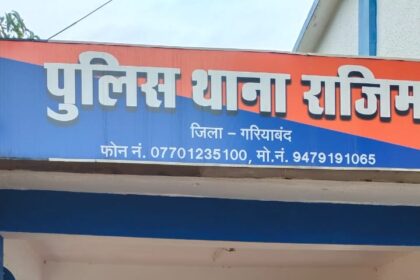 पुलिस थाना राजिम
जिला - गरियाबंद
फोन नं. 07701235100, मो.नं. 9479191065